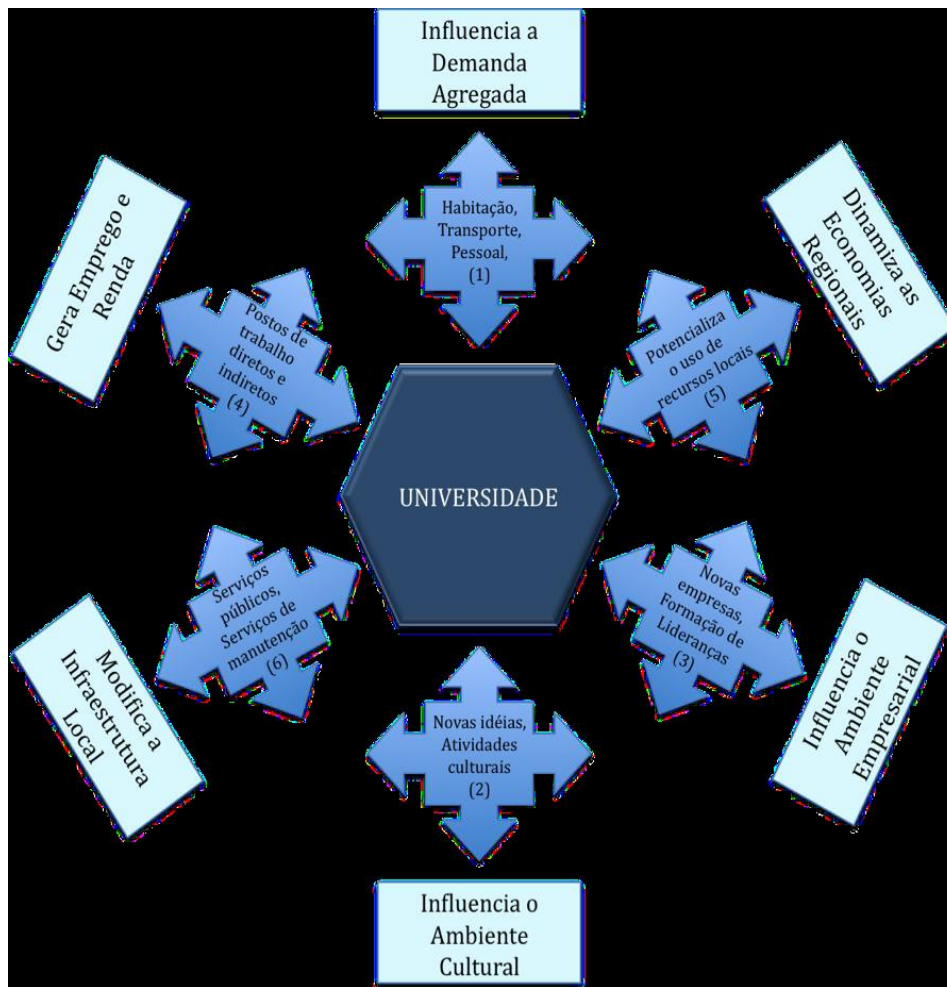 Influencia a
Demanda
Agregada
Habitação,
Transporte,
Pessoal,
(1)
Gera Emprego e
Renda
Postos de
trabalho
diretos e
indiretos
(4)
Dinamiza as
Economias
Regionais
Potencializa
o uso de
recursos locais
(5)
UNIVERSIDADE
Serviços
públicos,
Serviços de
manutenção
(6)
Modifica a
Infraestrutura
Local
Novas
empresas,
Formação de
Lideranças
(3)
Influencia o
Ambiente
Empresarial
Novas idéias,
Atividades
culturais
(2)
Influencia o
Ambiente
Cultural